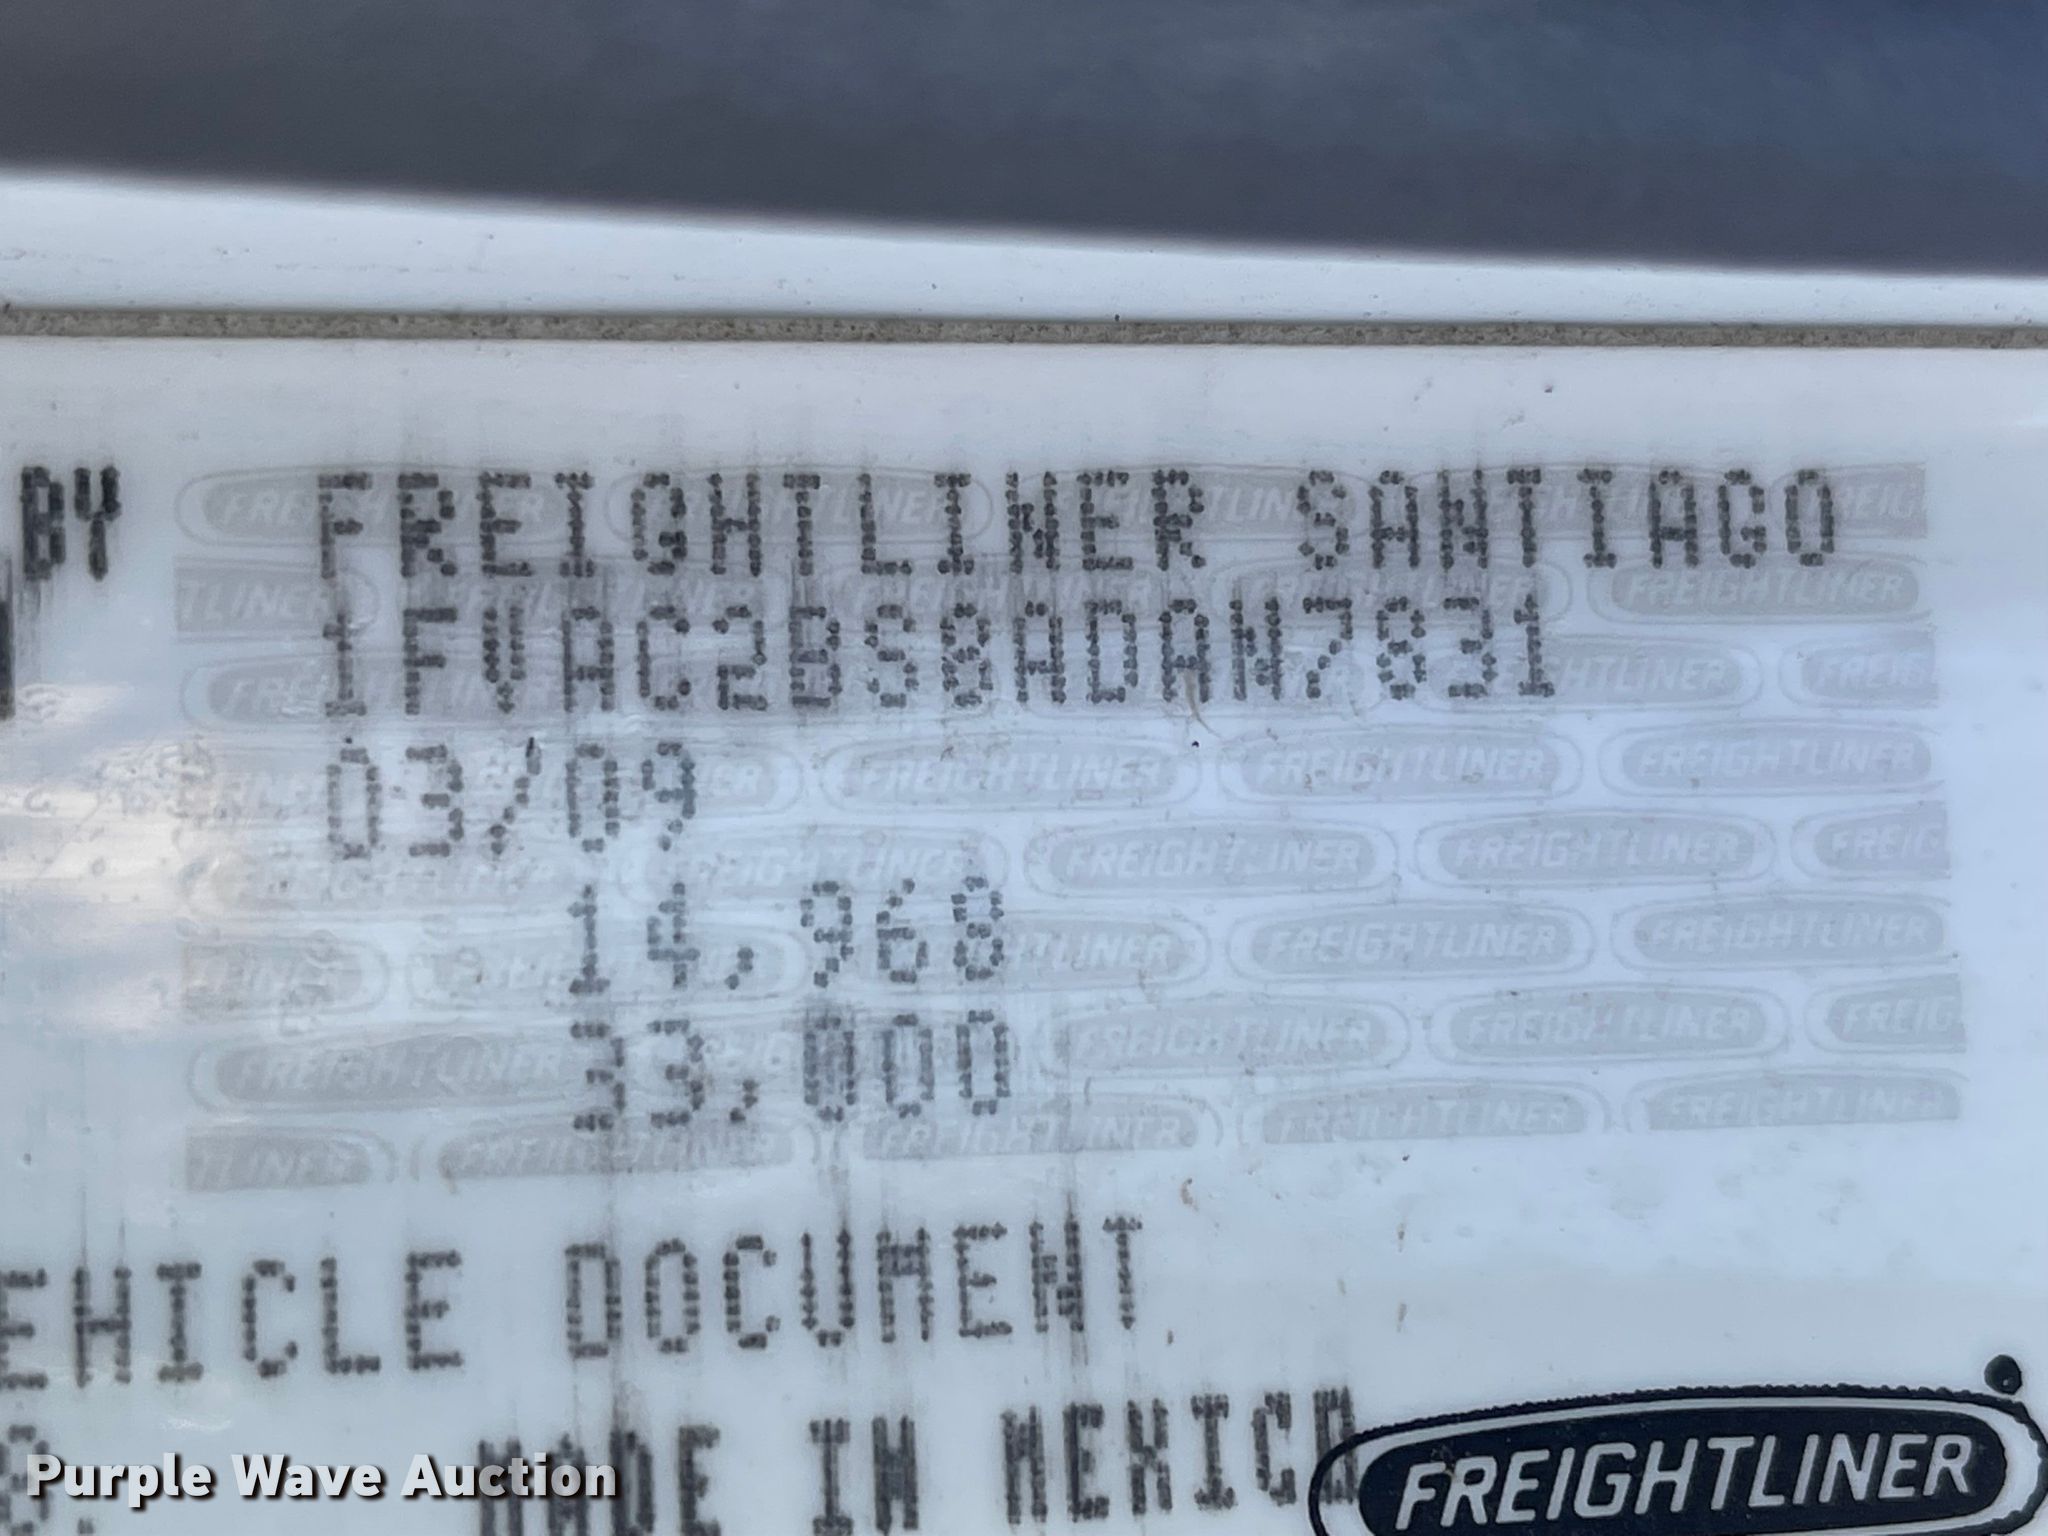 BY FREIGHTLINER SANTIAGO
1FVAC2BS8ADAN7831
03/09
14,968
33,000
EHICLE DOCUMENT
MADE IN MEXICO
FREIGHTLINER
Purple Wave Auction